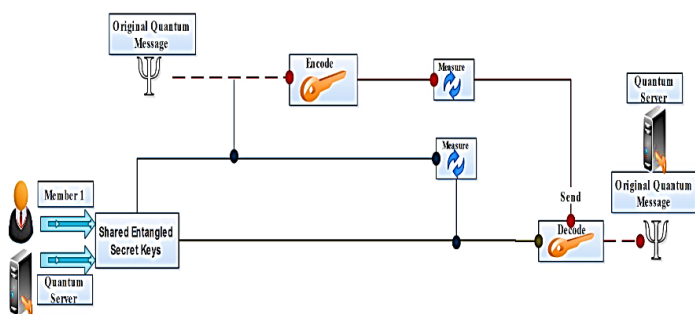 Original Quantum
Message
Ψ
Encode
Measure
Quantum
Server
Measure
Original Quantum
Message
Ψ
Member 1
Shared Entangled
Secret Keys
Send
Decode
Quantum
Server